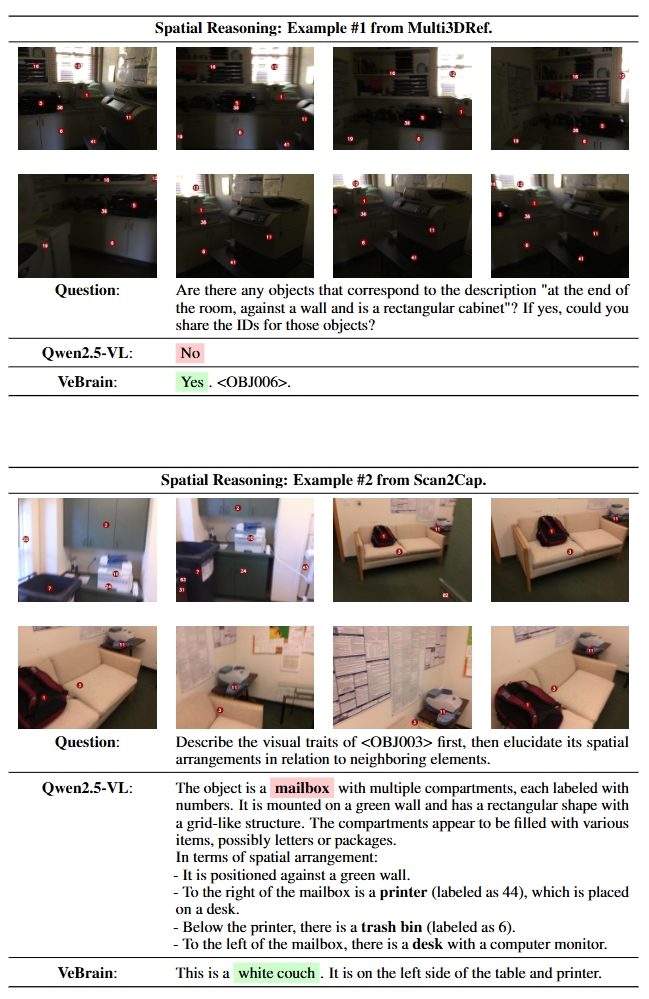 Spatial Reasoning: Example #1 from Multi3DRef.
Question:
Are there any objects that correspond to the description "at the end of
the room, against a wall and is a rectangular cabinet"? If yes, could you
share the IDs for those objects?
Qwen2.5-VL:
No
VeBrain:
Yes . <OBJ006>.
Spatial Reasoning: Example #2 from Scan2Cap.
Question:
Describe the visual traits of <OBJ003> first, then elucidate its spatial
arrangements in relation to neighboring elements.
Qwen2.5-VL:
The object is a mailbox with multiple compartments, each labeled with
numbers. It is mounted on a green wall and has a rectangular shape with
a grid-like structure. The compartments appear to be filled with various
items, possibly letters or packages.
In terms of spatial arrangement:
- It is positioned against a green wall.
- To the right of the mailbox is a printer (labeled as 44), which is placed
on a desk.
- Below the printer, there is a trash bin (labeled as 6).
- To the left of the mailbox, there is a desk with a computer monitor.
VeBrain:
This is a white couch . It is on the left side of the table and printer.